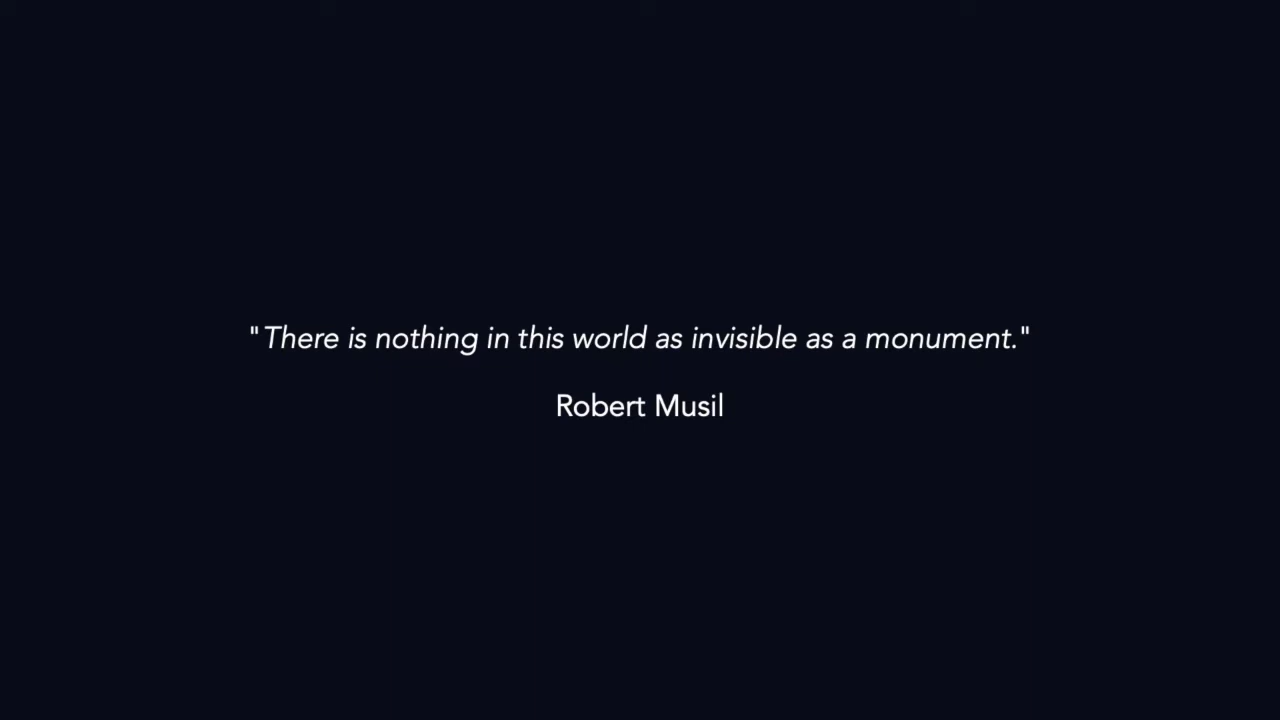 "There is nothing in this world as invisible as a monument."
Robert Musil